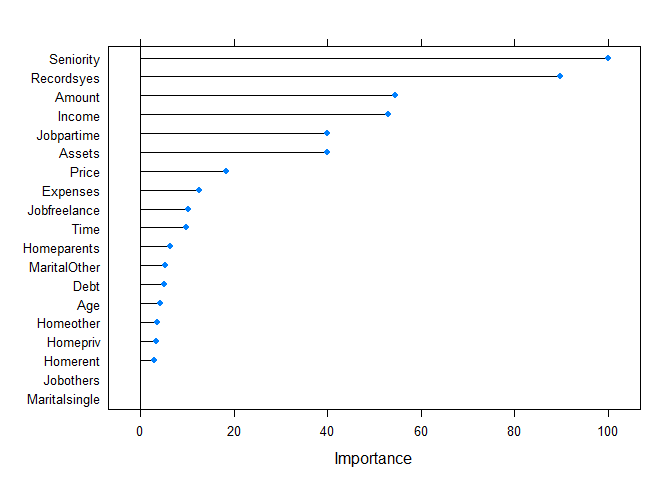 Seniority
Recordsyes
Amount
Income
Jobpartime
Assets
Price
Expenses
Jobfreelance
Time
Homeparents
MaritalOther
Debt
Age
Homeother
Homepriv
Homerent
Jobothers
Maritalsingle
0 20 40 60 80 100
Importance